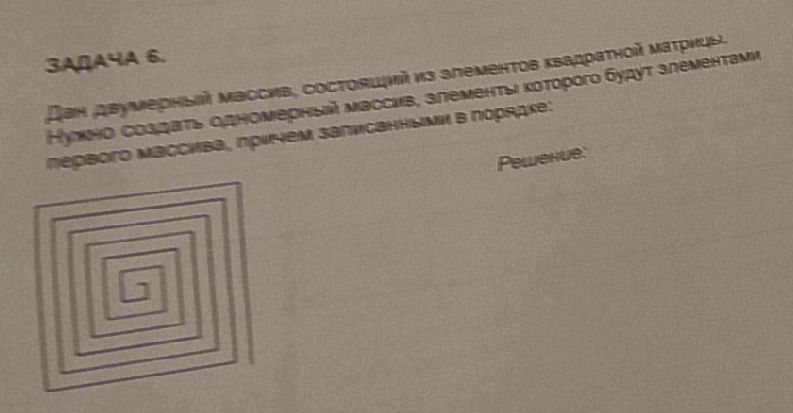 ЗАДАЧА 6.
Дан двумерный массив, состоящий из элементов квадратной матрицы.
Нужно создать одномерный массив, элементы которого будут элементами
первого массива, причем записанными в порядке:
Решение: